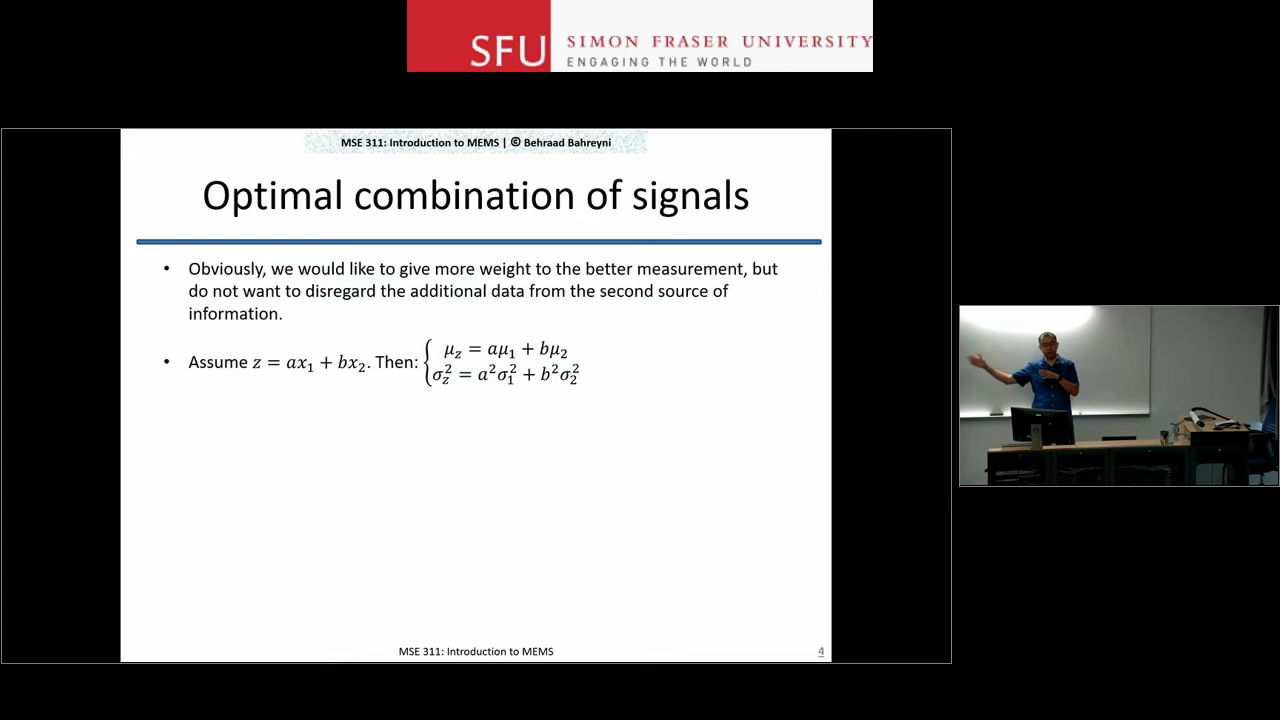 SFU SIMON FRASER UNIVERSITY
ENGAGING THE WORLD
MSE 311: Introduction to MEMS | © Behraad Bahreyni
Optimal combination of signals
• Obviously, we would like to give more weight to the better measurement, but
do not want to disregard the additional data from the second source of
information.
• Assume z = ax₁ + bx₂. Then: { μ_z = aμ₁ + bμ₂
σ_z² = a²σ₁² + b²σ₂²
MSE 311: Introduction to MEMS
4